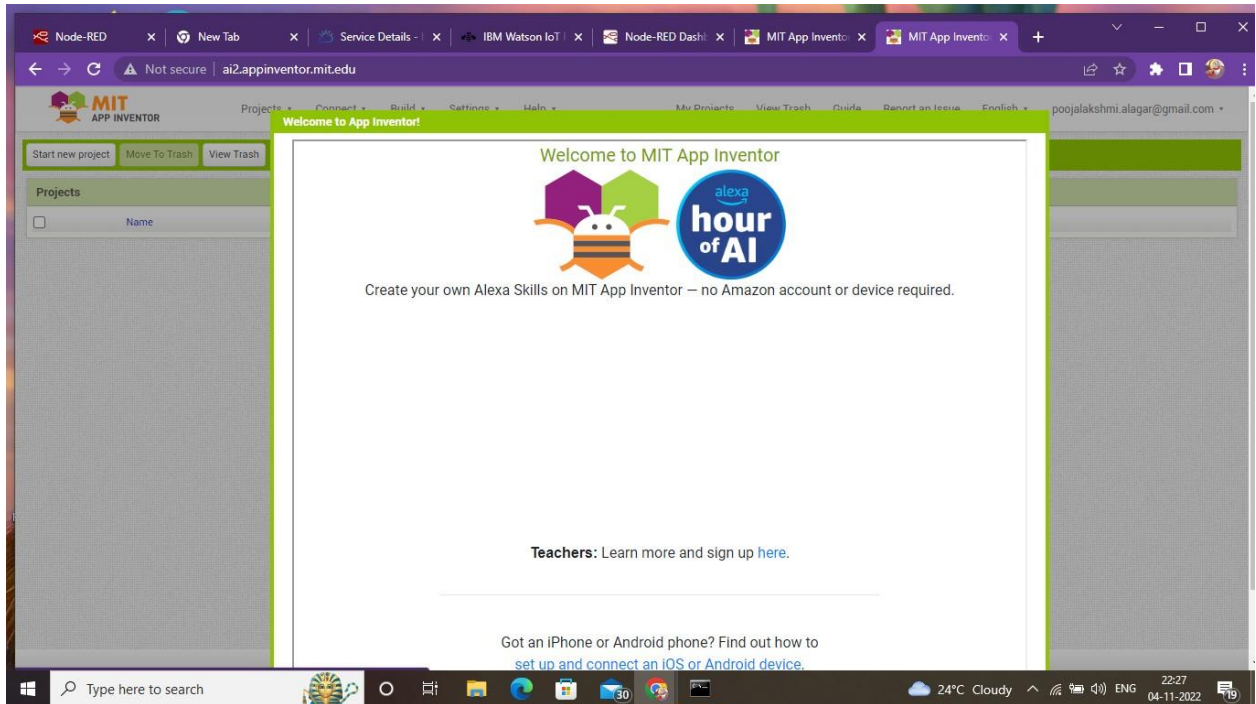 Node-RED
New Tab
Service Details -
IBM Watson IoT
Node-RED Dash
MIT App Invento
MIT App Invento
Not secure | ai2.appinventor.mit.edu
MIT
APP INVENTOR
Projects
Connect
Build
Settings
Help
My Projects
View Trash
Guide
Report an Issue
English
poojalakshmi.alagar@gmail.com
Welcome to App Inventor!
Start new project
Move To Trash
View Trash
Projects
Name
Welcome to MIT App Inventor
alexa
hour
of AI
Create your own Alexa Skills on MIT App Inventor — no Amazon account or device required.
Teachers: Learn more and sign up here.
Got an iPhone or Android phone? Find out how to
set up and connect an iOS or Android device.
Type here to search
30
24°C Cloudy
ENG
22:27
04-11-2022
19